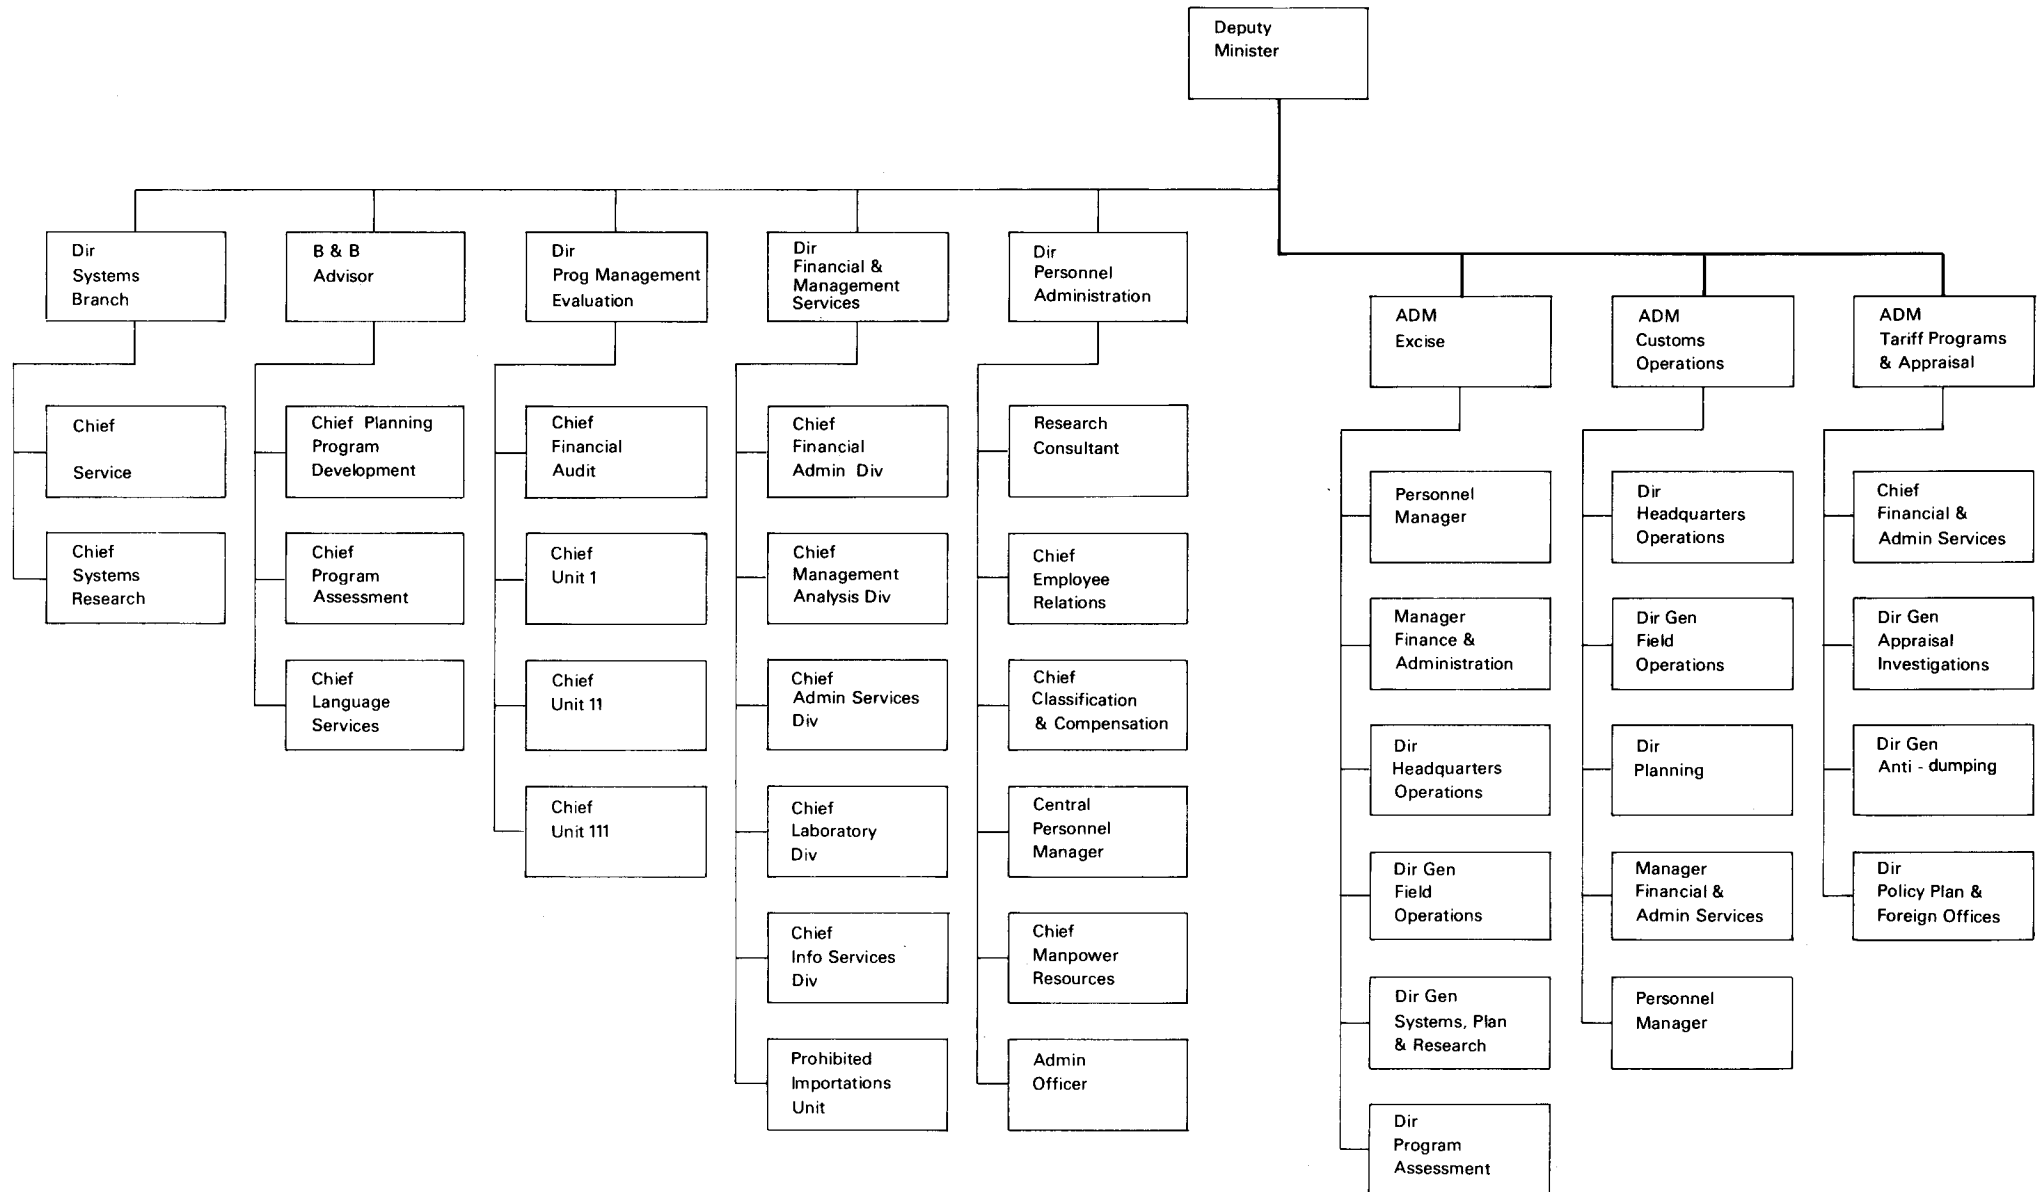 Deputy
Minister
Dir
Systems
Branch
B & B
Advisor
Dir
Prog Management
Evaluation
Dir
Financial &
Management
Services
Dir
Personnel
Administration
ADM
Excise
ADM
Customs
Operations
ADM
Tariff Programs
& Appraisal
Chief
Service
Chief
Systems
Research
Chief Planning
Program
Development
Chief
Program
Assessment
Chief
Language
Services
Chief
Financial
Audit
Chief
Unit 1
Chief
Unit 11
Chief
Unit 111
Chief
Financial
Admin Div
Chief
Management
Analysis Div
Chief
Admin Services
Div
Chief
Laboratory
Div
Chief
Info Services
Div
Prohibited
Importations
Unit
Research
Consultant
Chief
Employee
Relations
Chief
Classification
& Compensation
Central
Personnel
Manager
Chief
Manpower
Resources
Admin
Officer
Personnel
Manager
Manager
Finance &
Administration
Dir
Headquarters
Operations
Dir Gen
Field
Operations
Dir Gen
Systems, Plan
& Research
Dir
Program
Assessment
Dir
Headquarters
Operations
Dir Gen
Field
Operations
Dir
Planning
Manager
Financial &
Admin Services
Personnel
Manager
Chief
Financial &
Admin Services
Dir Gen
Appraisal
Investigations
Dir Gen
Anti - dumping
Dir
Policy Plan &
Foreign Offices